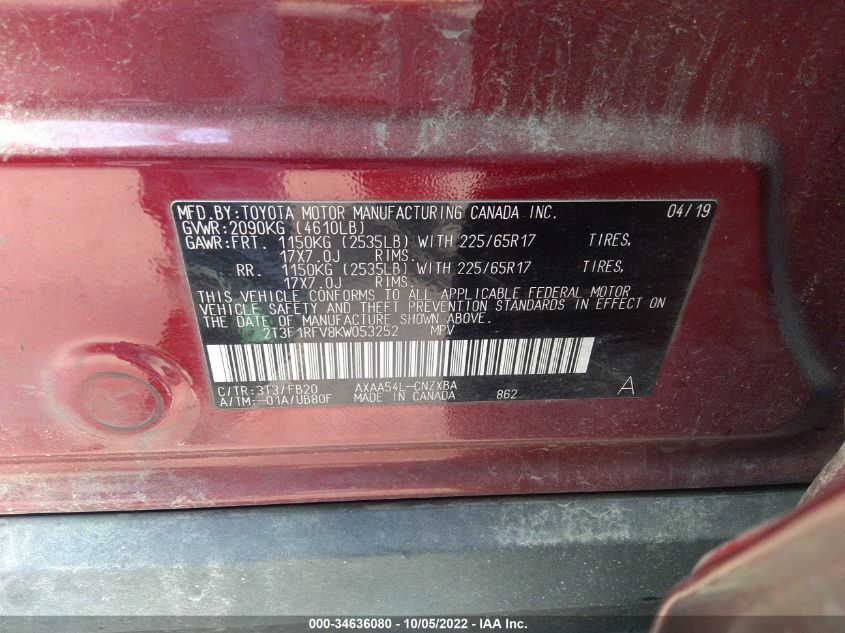 MFD.BY:TOYOTA MOTOR MANUFACTURING CANADA INC. 04/19
GVWR:2090KG (4610LB)
GAWR:FRT. 1150KG (2535LB) WITH 225/65R17 TIRES,
17X7.0J RIMS.
RR. 1150KG (2535LB) WITH 225/65R17 TIRES,
17X7.0J RIMS.
THIS VEHICLE CONFORMS TO ALL APPLICABLE FEDERAL MOTOR
VEHICLE SAFETY AND THEFT PREVENTION STANDARDS IN EFFECT ON
THE DATE OF MANUFACTURE SHOWN ABOVE.
2T3F1RFV8KW053252 MPV
C/TR:3T3/FB20 AXAA54L-CNZXBA
A/TM:-01A/UB80F MADE IN CANADA 862 A
000-34636080 - 10/05/2022 - IAA Inc.